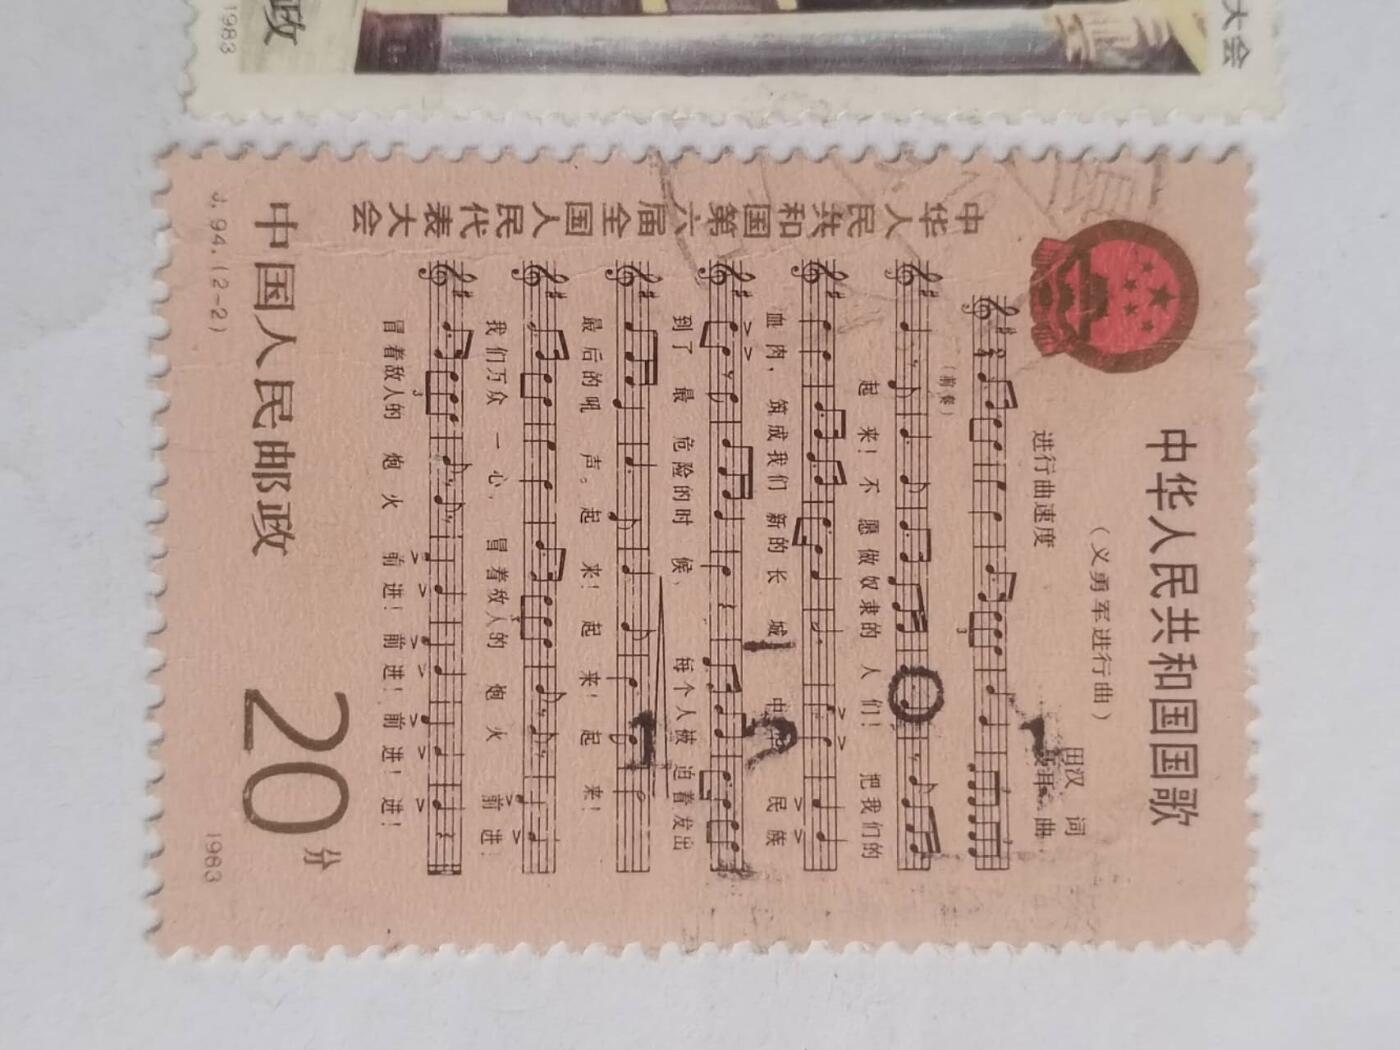 政
1983
大会
中华人民共和国国歌
（义勇军进行曲）
田汉 词
聂耳 曲
进行曲速度
（前奏）
起来！不愿做奴隶的人们！把我们的
血肉，筑成我们新的长城！中华民族
到了最危险的时候，每个人被迫着发出
最后的吼声。起来！起来！起来！
我们万众一心，冒着敌人的炮火前进！
冒着敌人的炮火前进！前进！前进！进！
中华人民共和国第六届全国人民代表大会
中国人民邮政
20分
J.94.(2-2)
1983